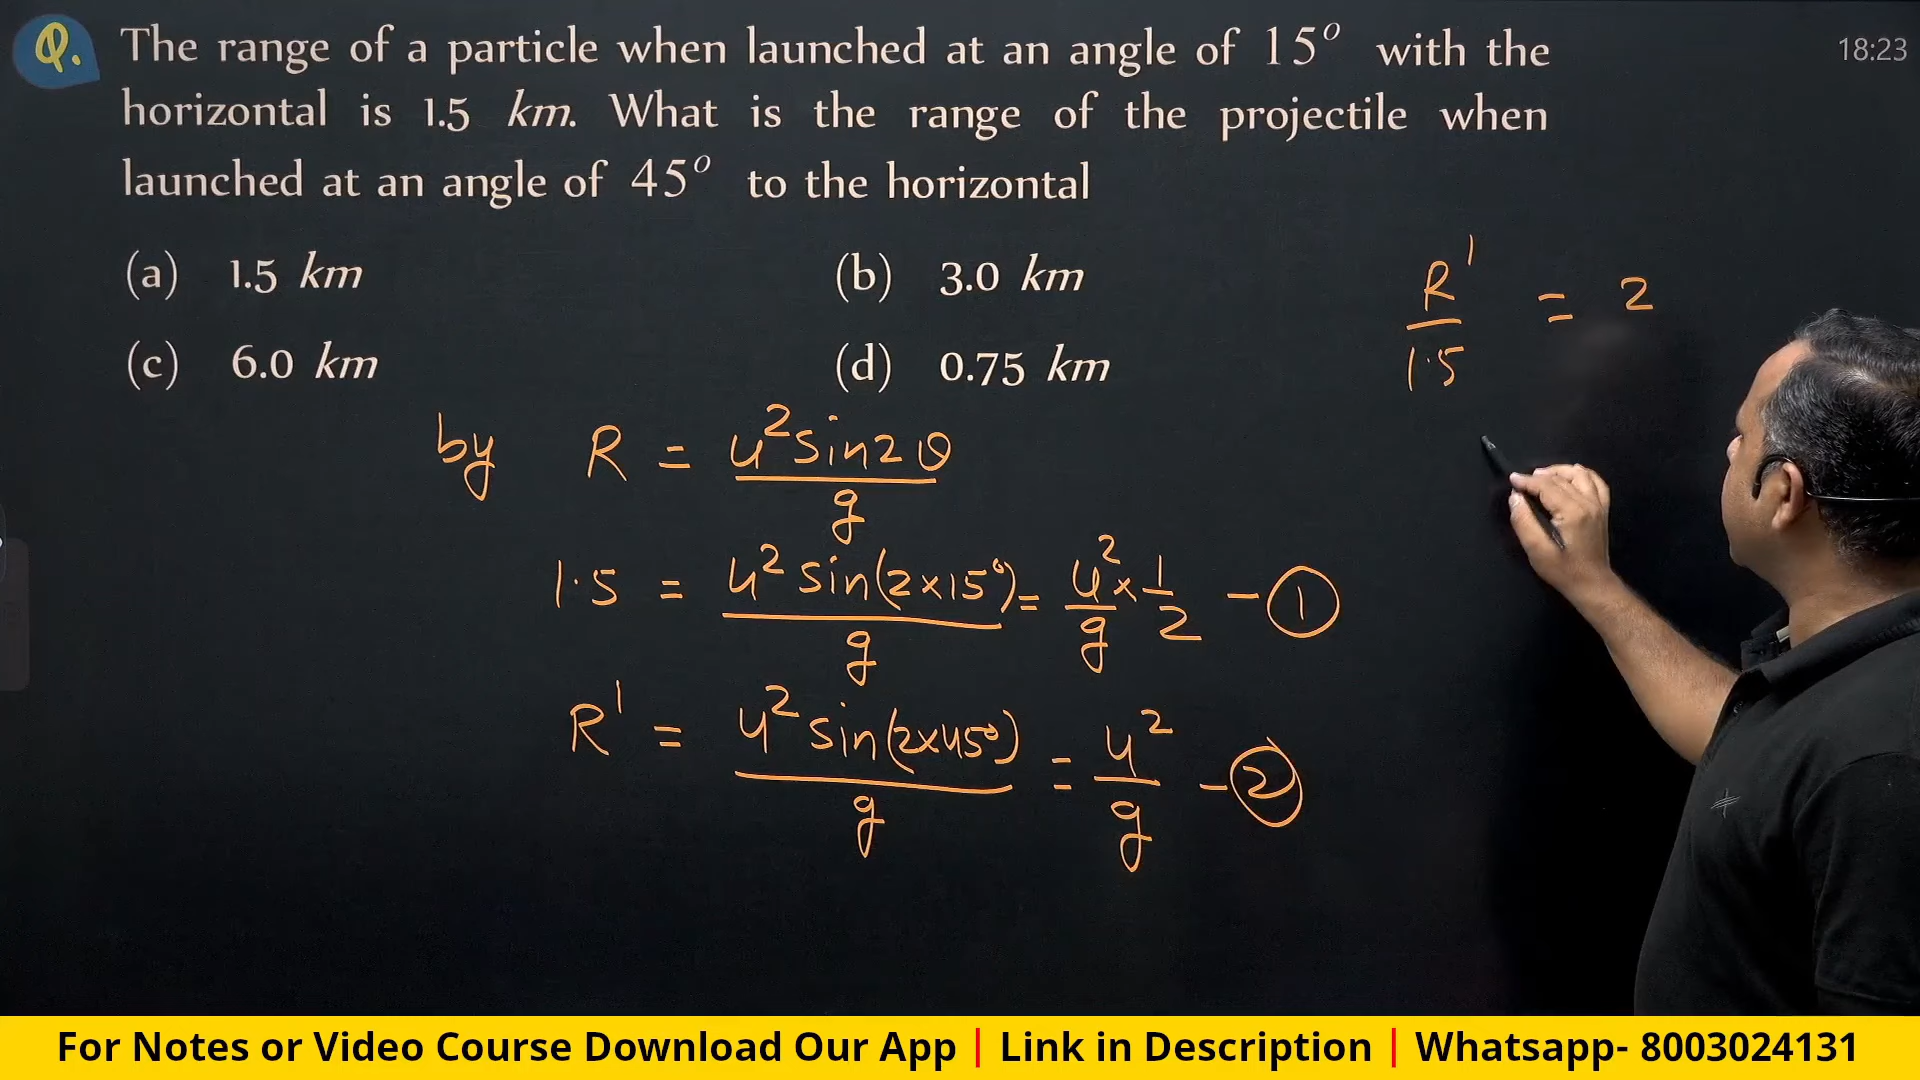 Q. The range of a particle when launched at an angle of 15° with the
horizontal is 1.5 km. What is the range of the projectile when
launched at an angle of 45° to the horizontal
18:23
(a) 1.5 km (b) 3.0 km
(c) 6.0 km (d) 0.75 km
R' / 1.5 = 2
by R = u² sin2θ / g
1.5 = u² sin(2×15°) / g = u²/g × 1/2 - ①
R' = u² sin(2×45°) / g = u²/g - ②
For Notes or Video Course Download Our App | Link in Description | Whatsapp- 8003024131